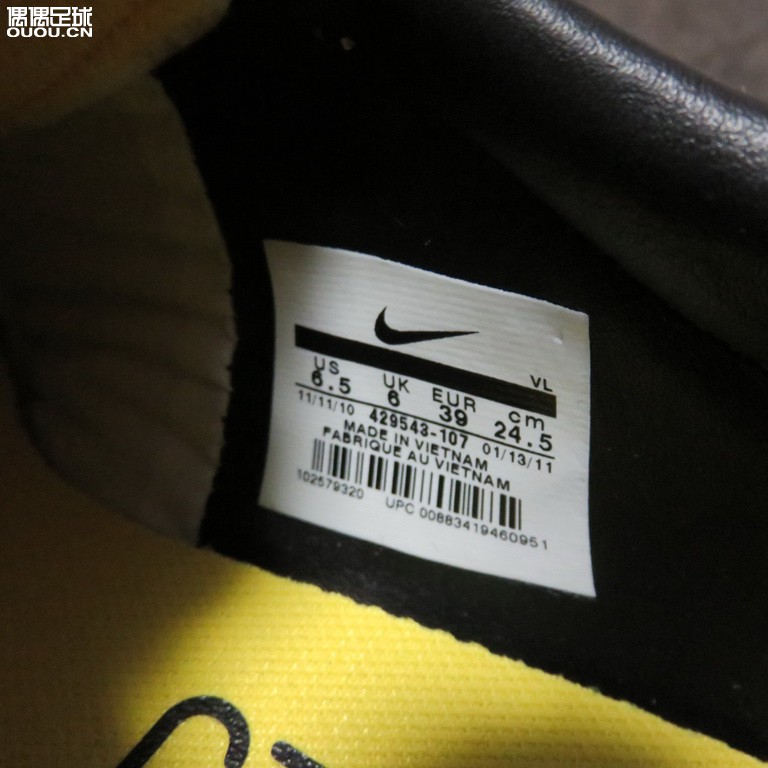 偶偶足球
OUOU.CN
VL
US UK EUR cm
6.5 6 39 24.5
11/11/10 429543-107 01/13/11
MADE IN VIETNAM
FABRIQUE AU VIETNAM
102579320 UPC 00883419460951